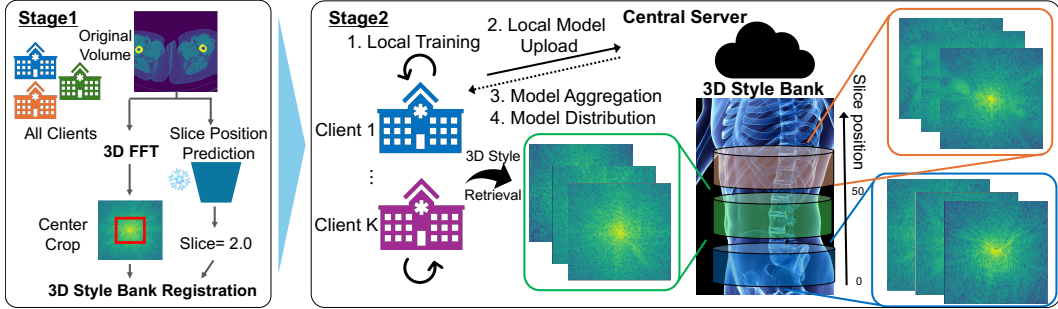 Stage1
Original
Volume
All Clients
3D FFT
Slice Position
Prediction
Center
Crop
Slice= 2.0
3D Style Bank Registration
Stage2
1. Local Training
2. Local Model
Upload
Central Server
3. Model Aggregation
4. Model Distribution
Client 1
⋮
Client K
3D Style
Retrieval
3D Style Bank
Slice position
50
0